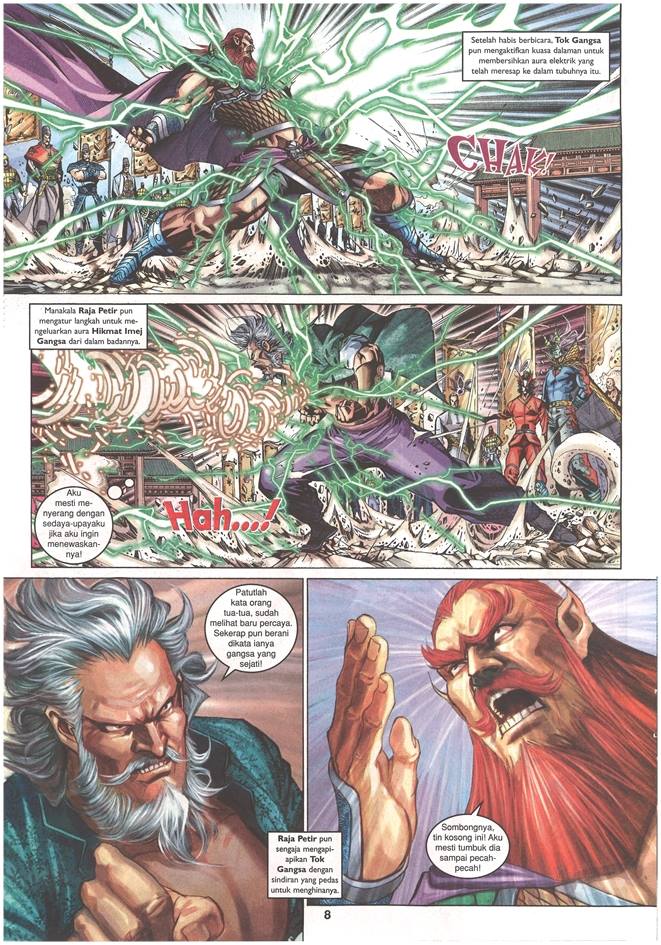 Setelah habis berbicara, Tok Gangsa
pun mengaktifkan kuasa dalaman untuk
membersihkan aura elektrik yang
telah meresap ke dalam tubuhnya itu.
CHAK!
Manakala Raja Petir pun
mengatur langkah untuk me-
ngeluarkan aura Hikmat Imej
Gangsa dari dalam badannya.
Aku
mesti me-
nyerang dengan
sedaya-upayaku
jika aku ingin
menewaskan-
nya!
Hah....!
Patutlah
kata orang
tua-tua, sudah
melihat baru percaya.
Sekerap pun berani
dikata ianya
gangsa yang
sejati!
Raja Petir pun
sengaja mengapi-
apikan Tok
Gangsa dengan
sindiran yang pedas
untuk menghinanya.
Sombongnya,
tin kosong ini! Aku
mesti tumbuk dia
sampai pecah-
pecah!
8